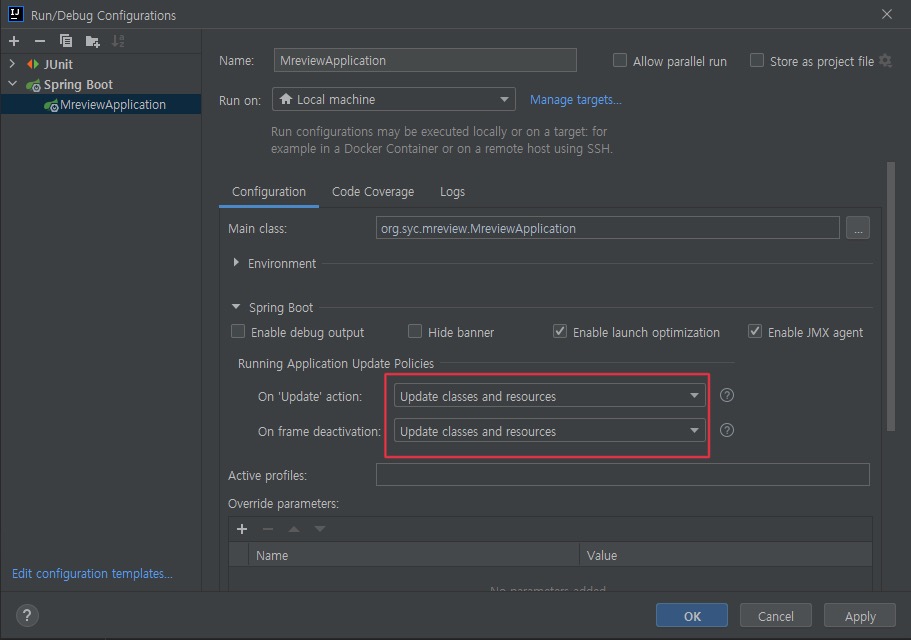 Run/Debug Configurations
JUnit
Spring Boot
MreviewApplication
Edit configuration templates...
Name: MreviewApplication Allow parallel run Store as project file
Run on: Local machine Manage targets...
Run configurations may be executed locally or on a target: for
example in a Docker Container or on a remote host using SSH.
Configuration Code Coverage Logs
Main class: org.syc.mreview.MreviewApplication ...
Environment
Spring Boot
Enable debug output Hide banner Enable launch optimization Enable JMX agent
Running Application Update Policies
On 'Update' action: Update classes and resources ?
On frame deactivation: Update classes and resources ?
Active profiles:
Override parameters:
Name Value
No parameters added
? OK Cancel Apply